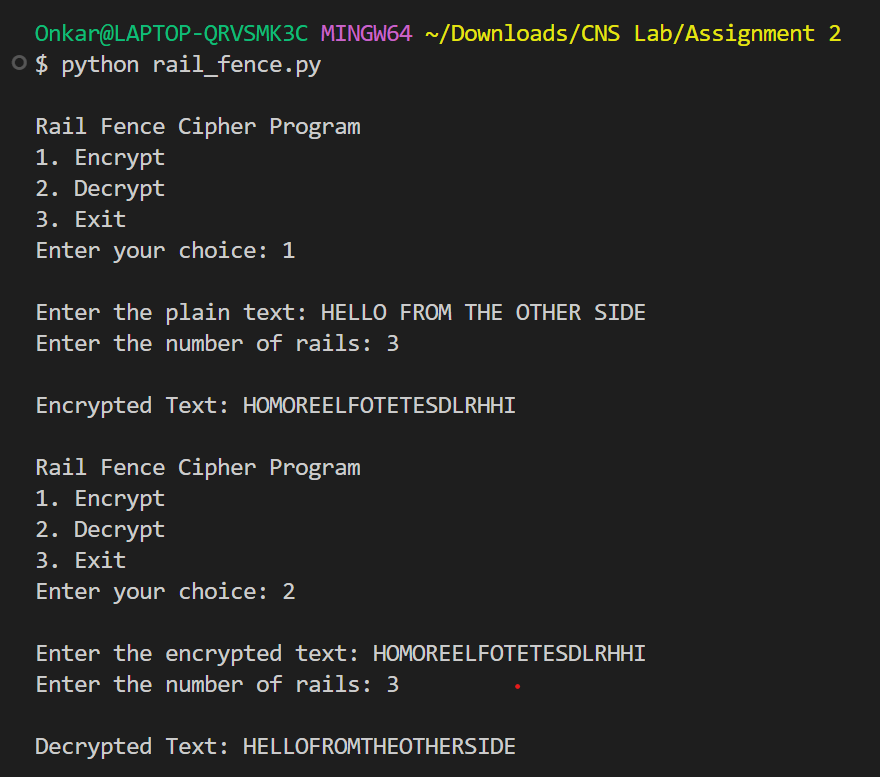 Onkar@LAPTOP-QRVSMK3C MINGW64 ~/Downloads/CNS Lab/Assignment 2
$ python rail_fence.py
Rail Fence Cipher Program
1. Encrypt
2. Decrypt
3. Exit
Enter your choice: 1
Enter the plain text: HELLO FROM THE OTHER SIDE
Enter the number of rails: 3
Encrypted Text: HOMOREELFOTETESDLRHHI
Rail Fence Cipher Program
1. Encrypt
2. Decrypt
3. Exit
Enter your choice: 2
Enter the encrypted text: HOMOREELFOTETESDLRHHI
Enter the number of rails: 3
Decrypted Text: HELLOFROMTHEOTHERSIDE